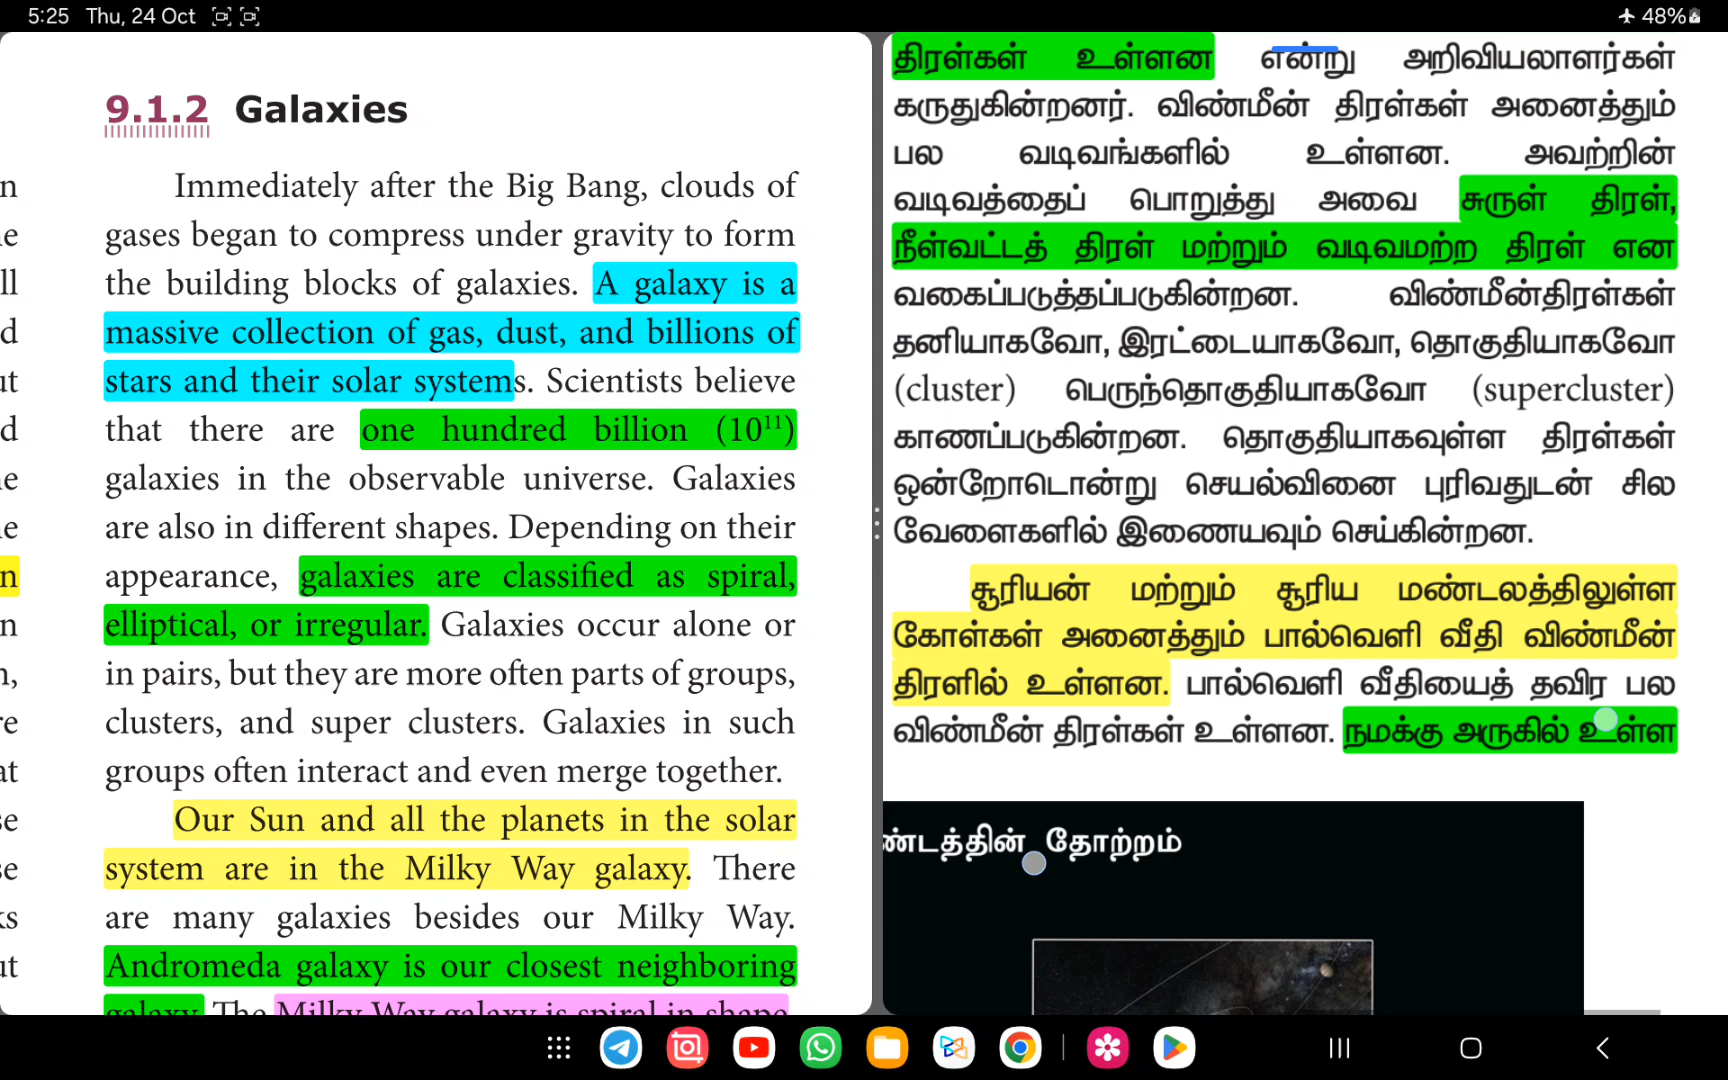 5:25 Thu, 24 Oct
48%
9.1.2 Galaxies
Immediately after the Big Bang, clouds of
gases began to compress under gravity to form
the building blocks of galaxies. A galaxy is a
massive collection of gas, dust, and billions of
stars and their solar systems. Scientists believe
that there are one hundred billion (10¹¹)
galaxies in the observable universe. Galaxies
are also in different shapes. Depending on their
appearance, galaxies are classified as spiral,
elliptical, or irregular. Galaxies occur alone or
in pairs, but they are more often parts of groups,
clusters, and super clusters. Galaxies in such
groups often interact and even merge together.
Our Sun and all the planets in the solar
system are in the Milky Way galaxy. There
are many galaxies besides our Milky Way.
Andromeda galaxy is our closest neighboring
galaxy. The Milky Way galaxy is spiral in shape
திரள்கள் உள்ளன என்று அறிவியலாளர்கள்
கருதுகின்றனர். விண்மீன் திரள்கள் அனைத்தும்
பல வடிவங்களில் உள்ளன. அவற்றின்
வடிவத்தைப் பொறுத்து அவை சுருள் திரள்,
நீள்வட்டத் திரள் மற்றும் வடிவமற்ற திரள் என
வகைப்படுத்தப்படுகின்றன. விண்மீன்திரள்கள்
தனியாகவோ, இரட்டையாகவோ, தொகுதியாகவோ
(cluster) பெருந்தொகுதியாகவோ (supercluster)
காணப்படுகின்றன. தொகுதியாகவுள்ள திரள்கள்
ஒன்றோடொன்று செயல்வினை புரிவதுடன் சில
வேளைகளில் இணையவும் செய்கின்றன.
சூரியன் மற்றும் சூரிய மண்டலத்திலுள்ள
கோள்கள் அனைத்தும் பால்வெளி வீதி விண்மீன்
திரளில் உள்ளன. பால்வெளி வீதியைத் தவிர பல
விண்மீன் திரள்கள் உள்ளன. நமக்கு அருகில் உள்ள
ண்டத்தின் தோற்றம்